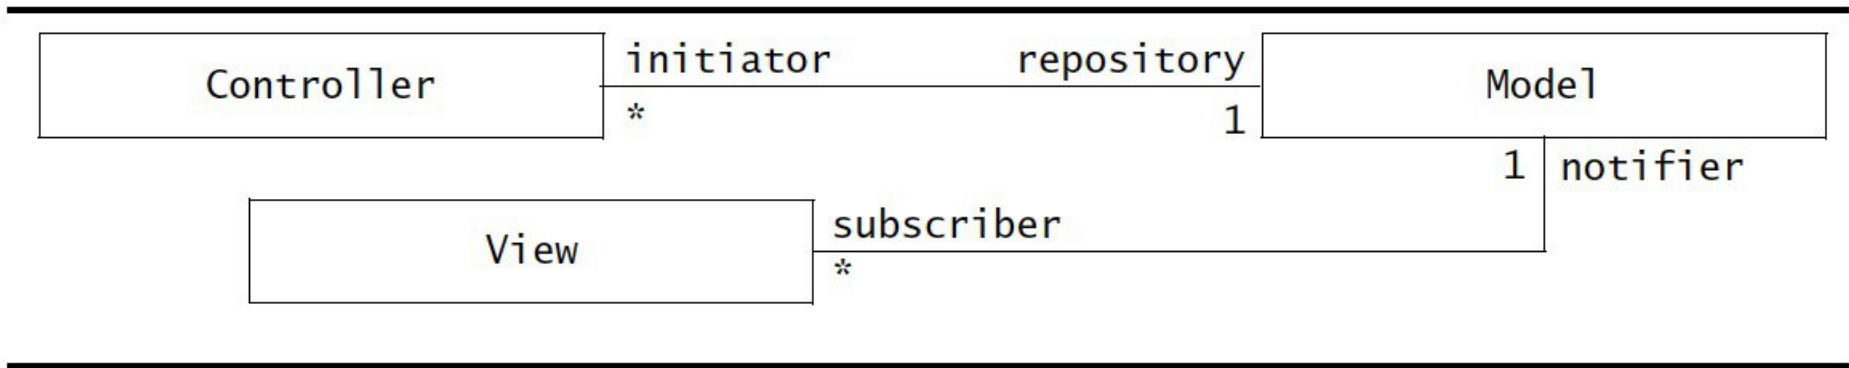 Controller
initiator
*
repository
1
Model
1
notifier
View
subscriber
*